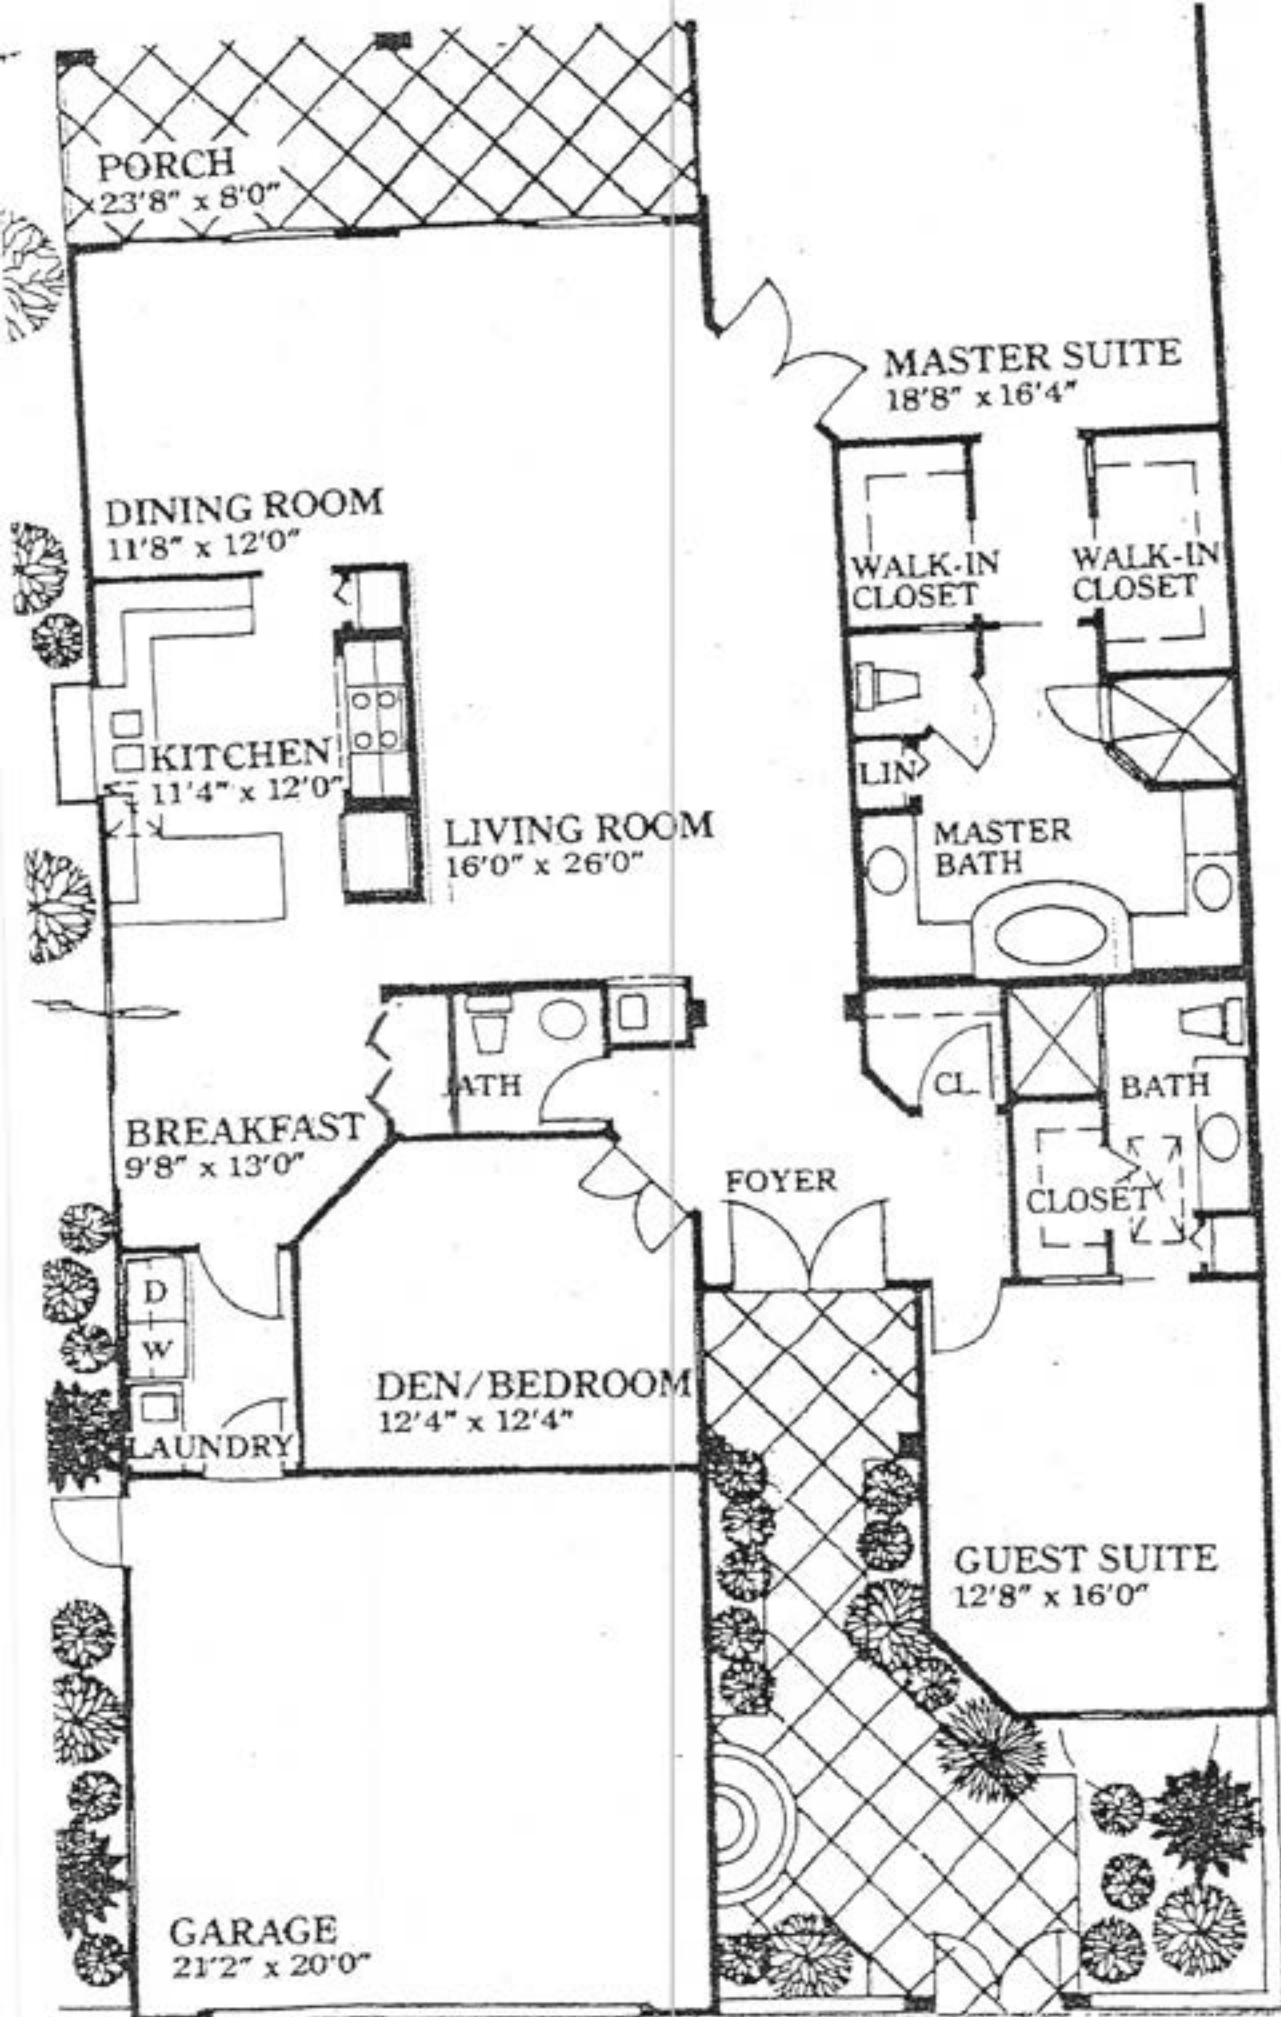 PORCH
23'8" x 8'0"
MASTER SUITE
18'8" x 16'4"
DINING ROOM
11'8" x 12'0"
WALK-IN
CLOSET
WALK-IN
CLOSET
KITCHEN
11'4" x 12'0"
LIN
LIVING ROOM
16'0" x 26'0"
MASTER
BATH
ATH
CL.
BATH
BREAKFAST
9'8" x 13'0"
FOYER
CLOSET
D
W
DEN/BEDROOM
12'4" x 12'4"
LAUNDRY
GUEST SUITE
12'8" x 16'0"
GARAGE
21'2" x 20'0"